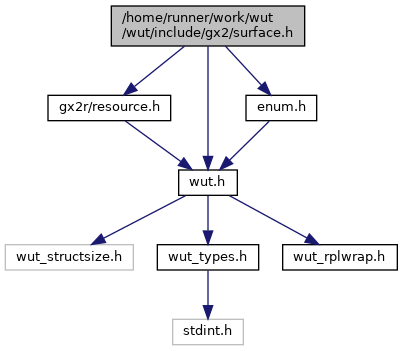 /home/runner/work/wut
/wut/include/gx2/surface.h
gx2r/resource.h
enum.h
wut.h
wut_structsize.h
wut_types.h
wut_rplwrap.h
stdint.h